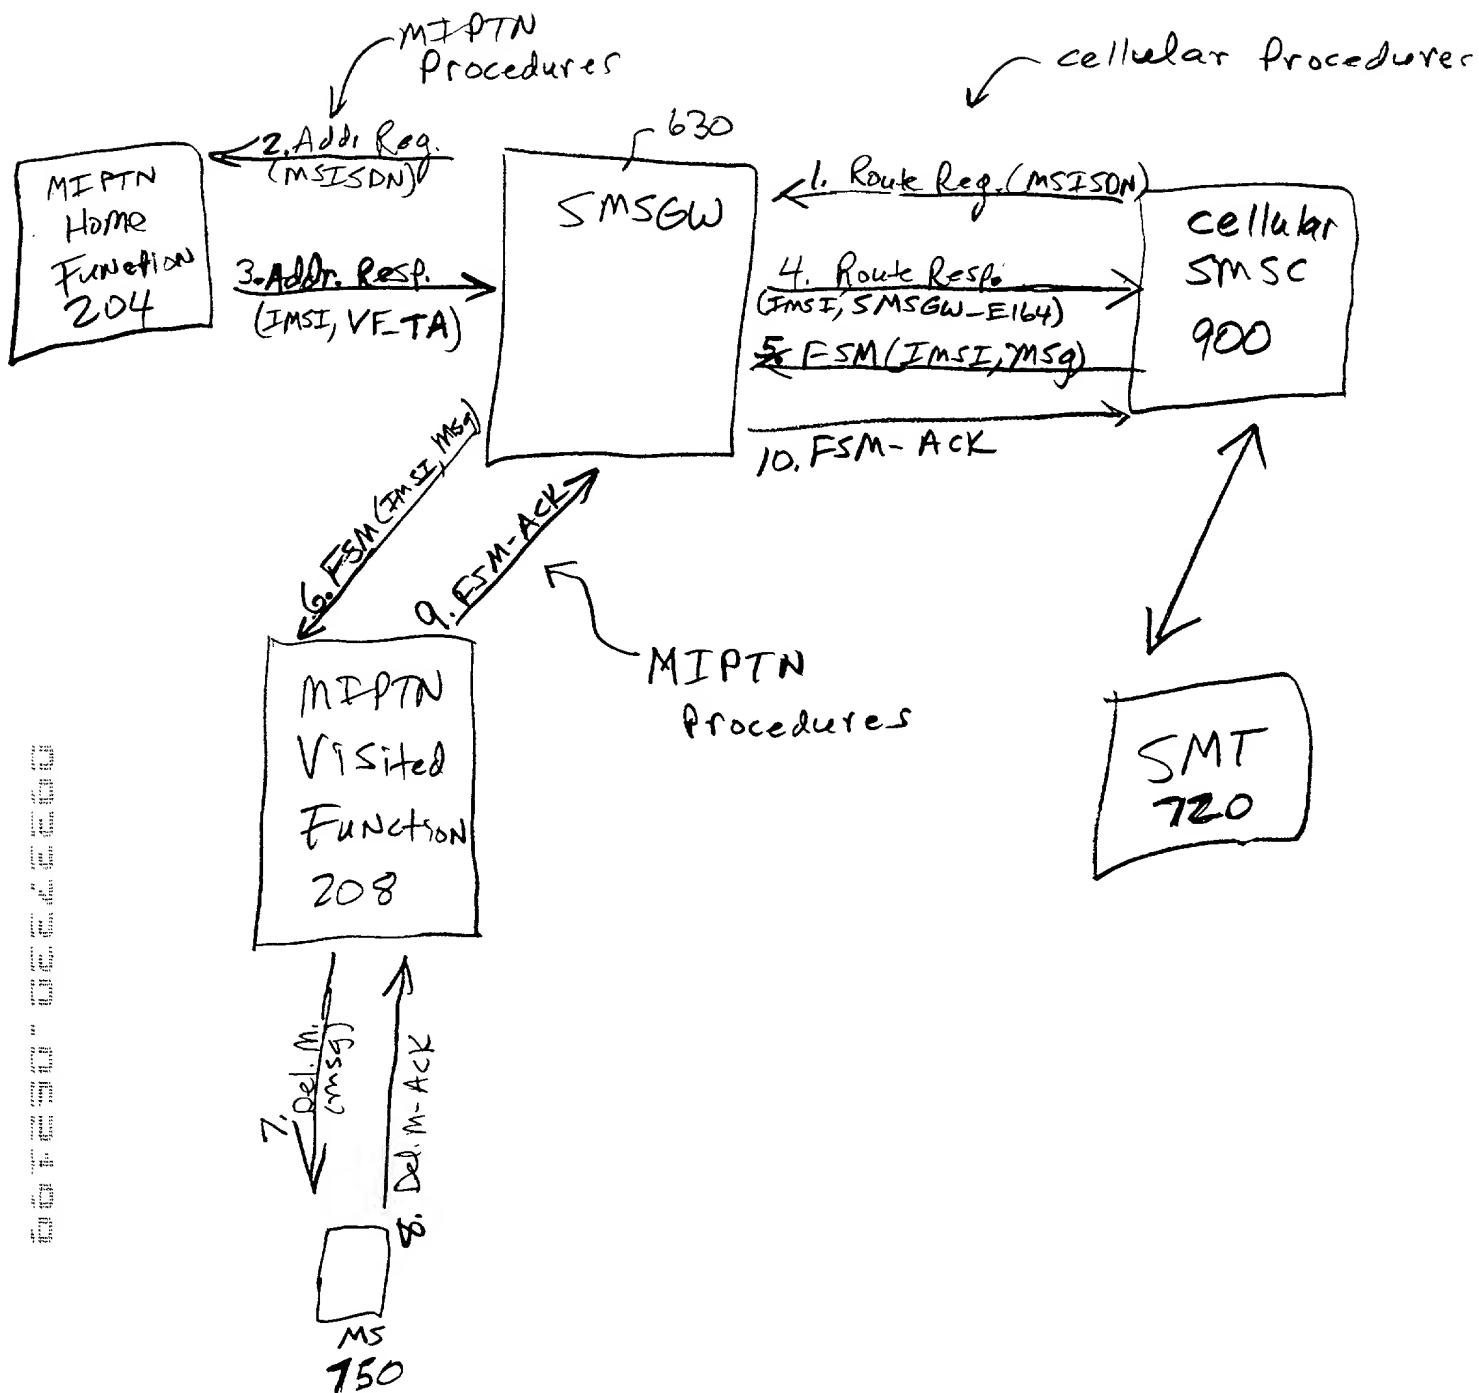 MIPTN
Procedures
cellular Procedures
630
2. Addr Req.
(MSISDN)
1. Route Req. (MSISDN)
MIPTN
Home
Function
204
SMSGW
cellular
SMSC
900
3. Addr. Resp.
(IMSI, VF_TA)
4. Route Resp.
(IMSI, SMSGW_E164)
5. FSM (IMSI, Msg)
10. FSM-ACK
6. FSM (IMSI, Msg)
9. FSM-ACK
MIPTN
Procedures
MIPTN
Visited
Function
208
SMT
720
7. Del. M.
(msg)
8. Del. M-ACK
MS
750